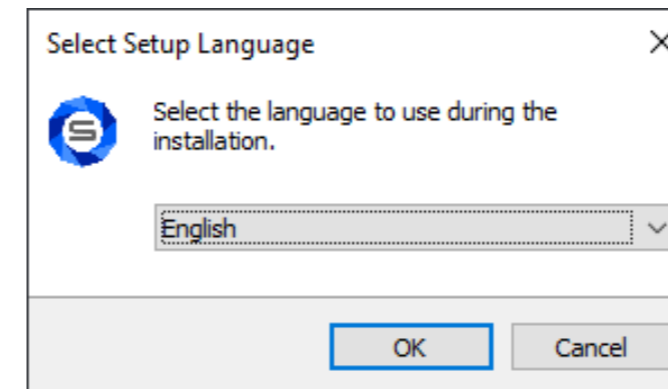 Select Setup Language
Select the language to use during the
installation.
English
OK Cancel